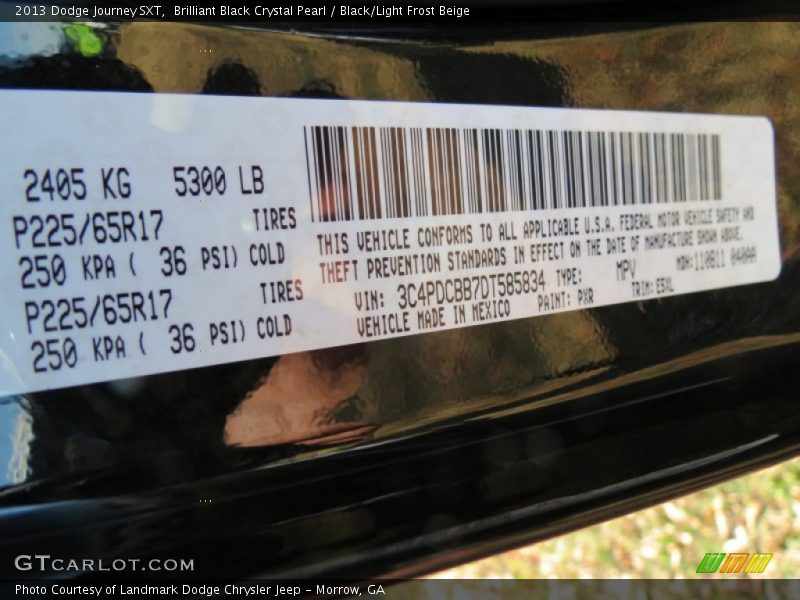 2013 Dodge Journey SXT, Brilliant Black Crystal Pearl / Black/Light Frost Beige
2405 KG 5300 LB
P225/65R17 TIRES
250 KPA ( 36 PSI) COLD
P225/65R17 TIRES
250 KPA ( 36 PSI) COLD
THIS VEHICLE CONFORMS TO ALL APPLICABLE U.S.A. FEDERAL MOTOR VEHICLE SAFETY AND
THEFT PREVENTION STANDARDS IN EFFECT ON THE DATE OF MANUFACTURE SHOWN ABOVE.
VIN: 3C4PDCBB7DT585834 TYPE: MPV MDH: 110811 040AA
VEHICLE MADE IN MEXICO PAINT: PXR TRIM: E5XL
GTCARLOT.COM
Photo Courtesy of Landmark Dodge Chrysler Jeep - Morrow, GA